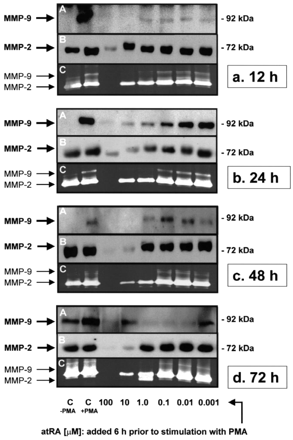 A
MMP-9
- 92 kDa
B
MMP-2
- 72 kDa
C
MMP-9
MMP-2
a. 12 h
A
MMP-9
- 92 kDa
B
MMP-2
- 72 kDa
C
MMP-9
MMP-2
b. 24 h
A
MMP-9
- 92 kDa
B
MMP-2
- 72 kDa
C
MMP-9
MMP-2
c. 48 h
A
MMP-9
- 92 kDa
B
MMP-2
- 72 kDa
C
MMP-9
MMP-2
d. 72 h
C C 100 10 1.0 0.1 0.01 0.001
-PMA +PMA
atRA [µM]: added 6 h prior to stimulation with PMA